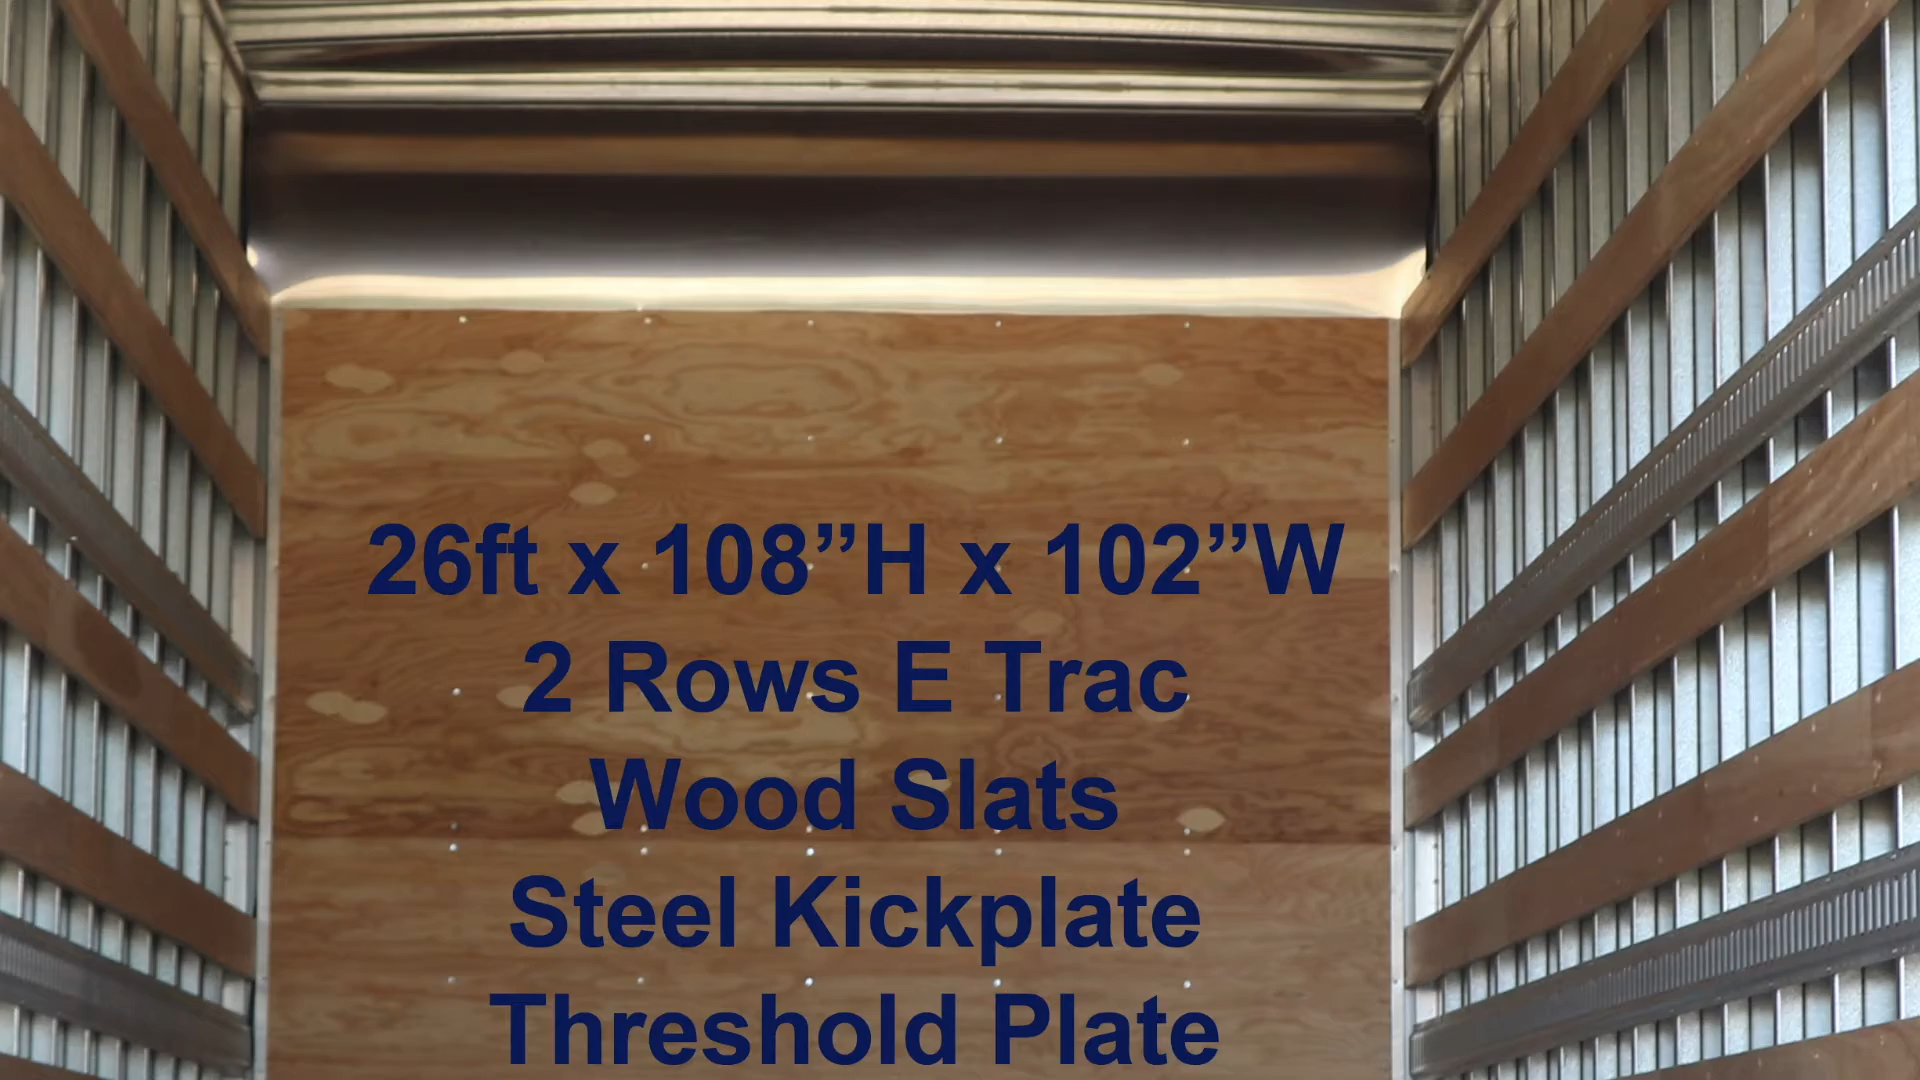 26ft x 108”H x 102”W
2 Rows E Trac
Wood Slats
Steel Kickplate
Threshold Plate